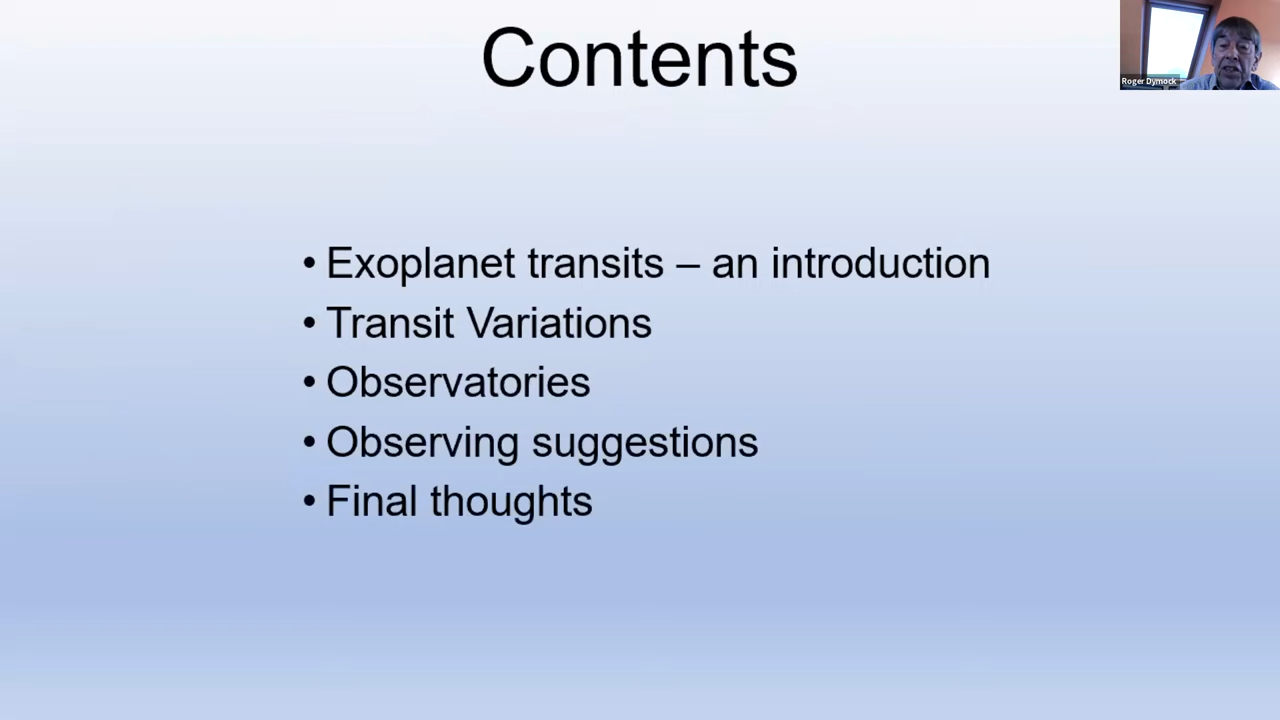 Contents
Roger Dymock
• Exoplanet transits – an introduction
• Transit Variations
• Observatories
• Observing suggestions
• Final thoughts